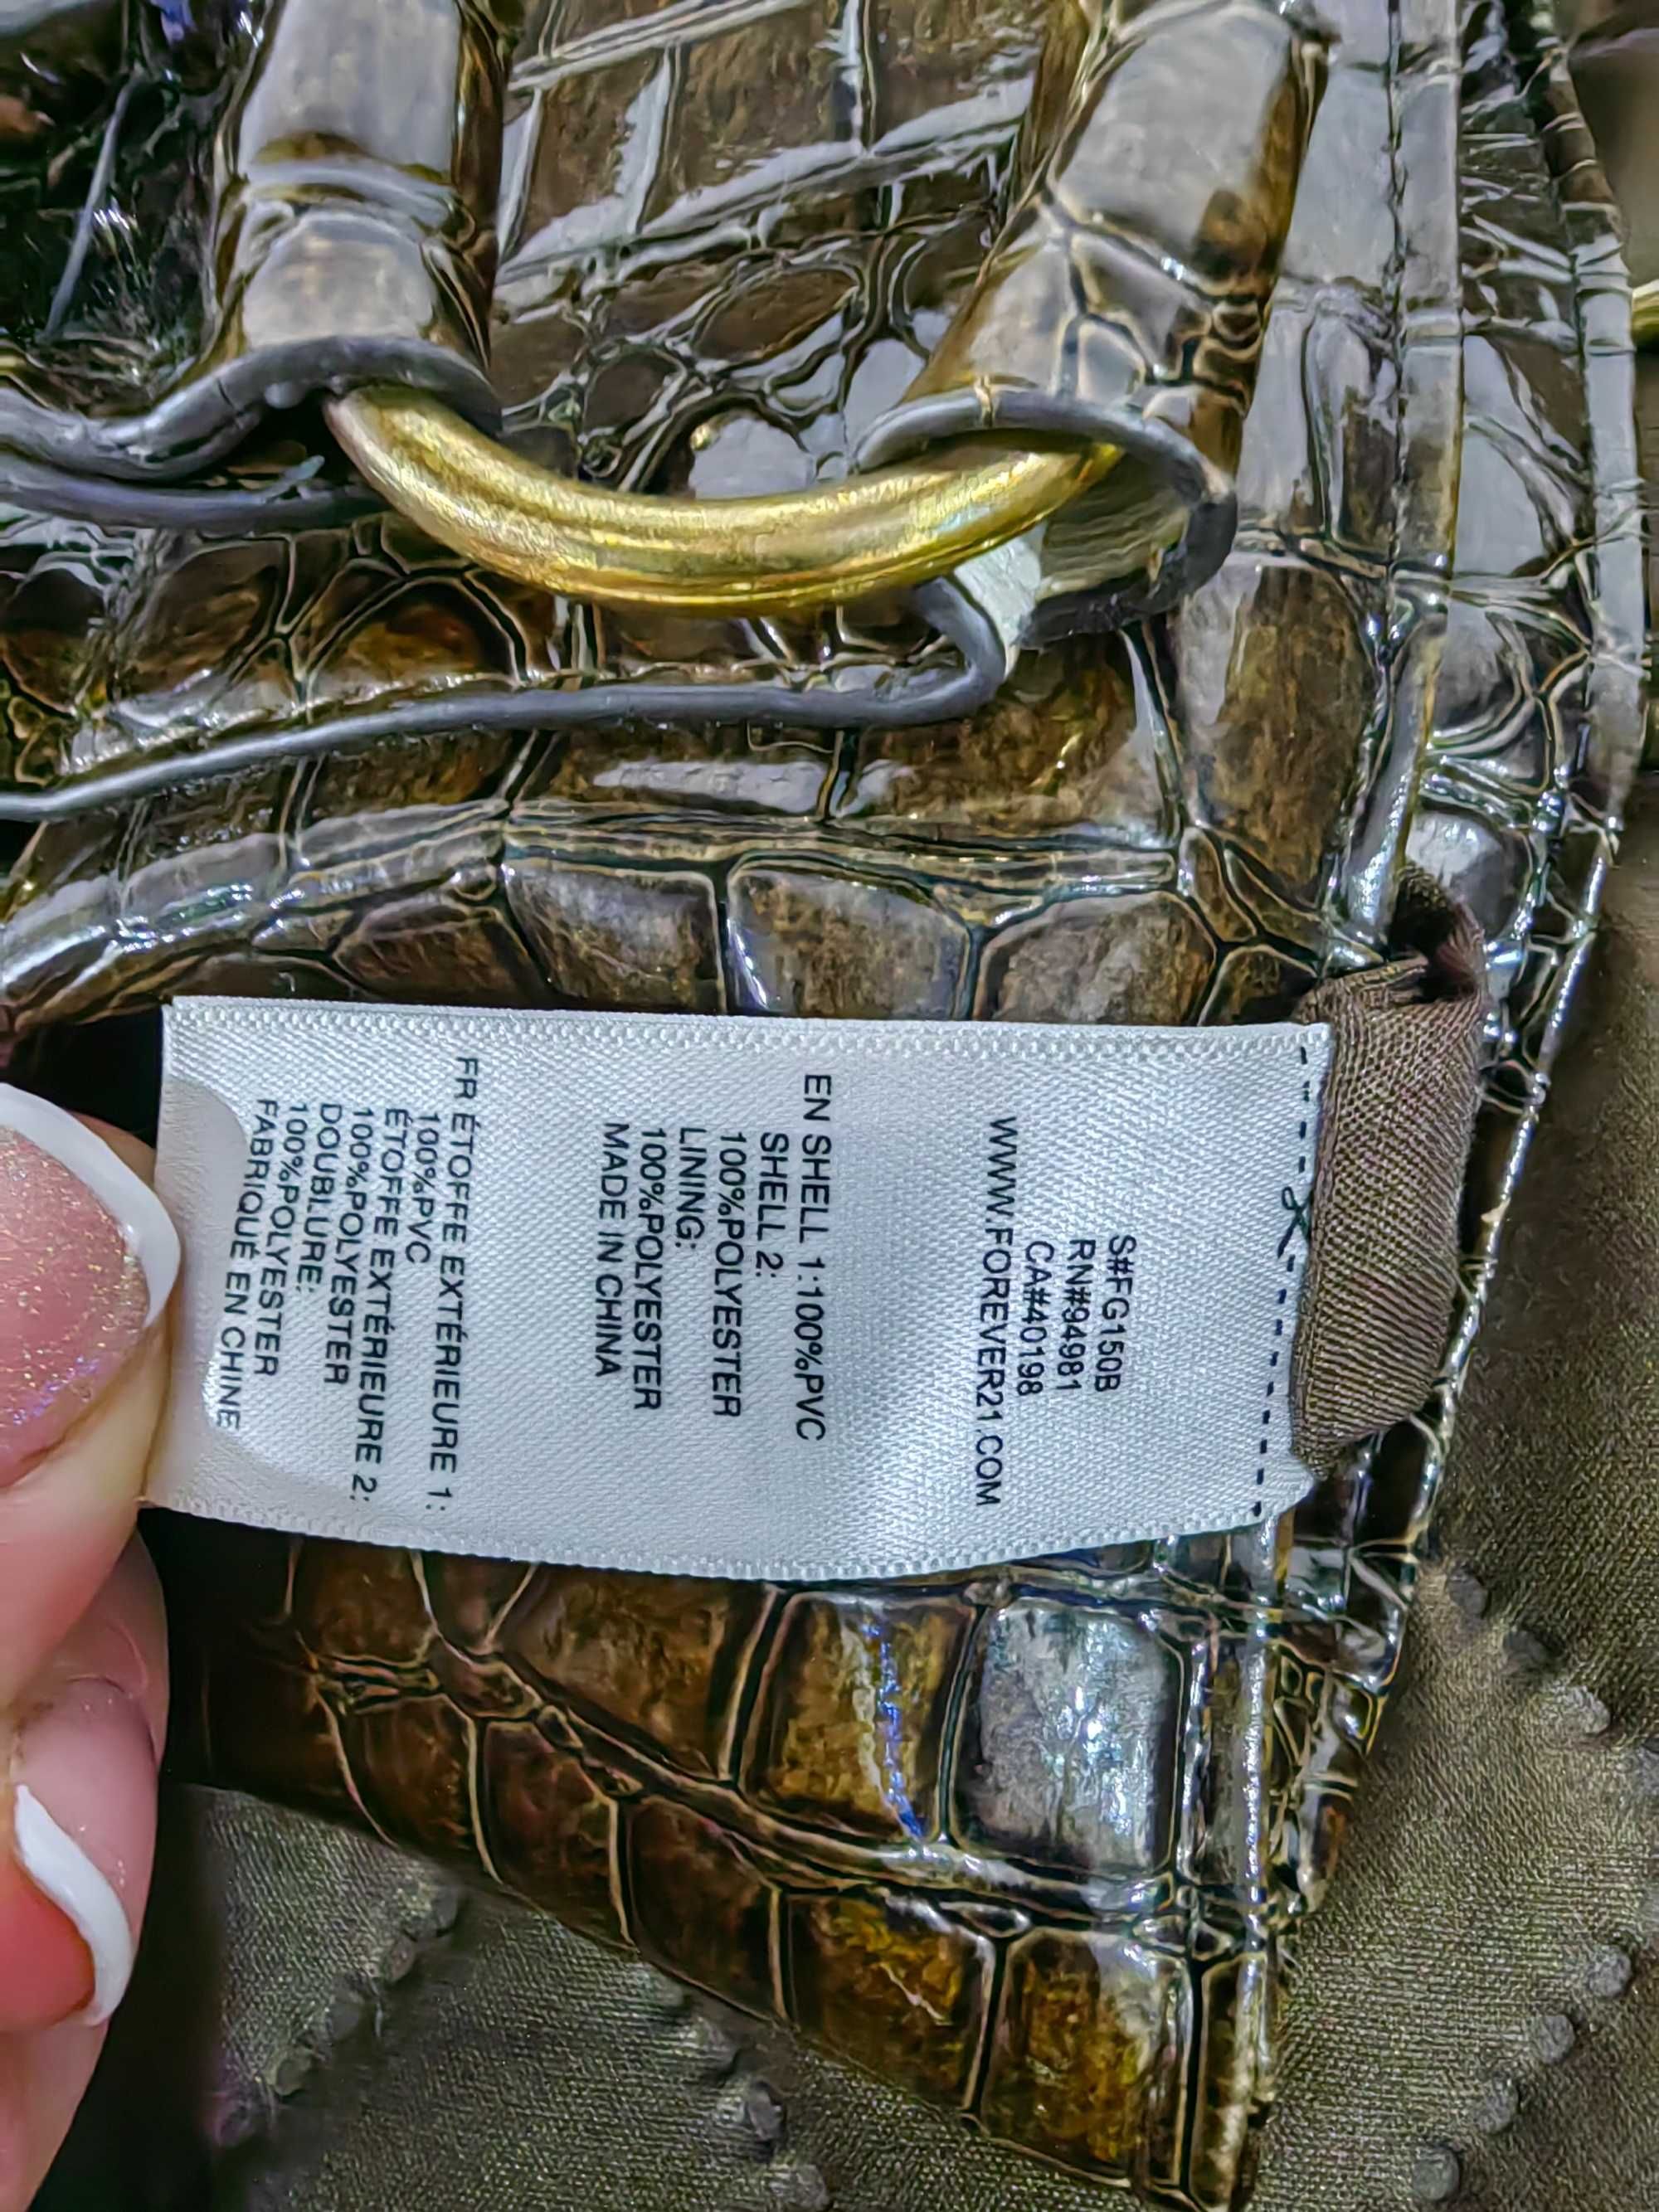 S#FG150B
RN#94981
CA#40198
WWW.FOREVER21.COM
EN SHELL 1:100%PVC
SHELL 2:
100%POLYESTER
LINING:
100%POLYESTER
MADE IN CHINA
FR ÉTOFFE EXTÉRIEURE 1:
100%PVC
ÉTOFFE EXTÉRIEURE 2:
100%POLYESTER
DOUBLURE:
100%POLYESTER
FABRIQUÉ EN CHINE